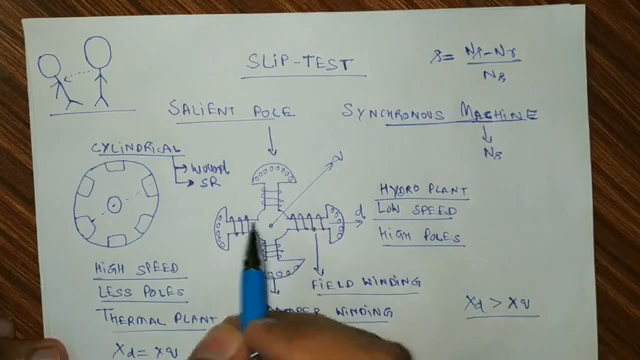 SLIP-TEST
s = Ns-Nr
Ns
SALIENT POLE
SYNCHRONOUS MACHINE
Ns
CYLINDRICAL
Wound
SR
q
d
HYDRO PLANT
LOW SPEED
HIGH POLES
HIGH SPEED
LESS POLES
THERMAL PLANT
FIELD WINDING
WINDING
Xd > Xq
Xd = Xq